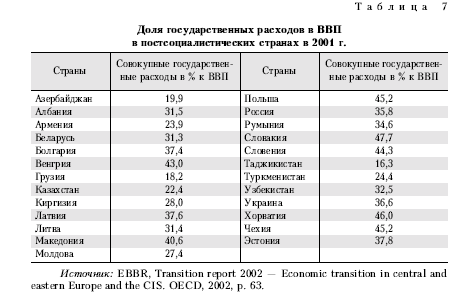 Таблица 7
Доля государственных расходов в ВВП
в постсоциалистических странах в 2001 г.
Страны | Совокупные государствен-
ные расходы в % к ВВП | Страны | Совокупные государствен-
ные расходы в % к ВВП
Азербайджан 19,9 Польша 45,2
Албания 31,5 Россия 35,8
Армения 23,9 Румыния 34,6
Беларусь 31,3 Словакия 47,7
Болгария 37,4 Словения 44,3
Венгрия 43,0 Таджикистан 16,3
Грузия 18,2 Туркменистан 24,4
Казахстан 22,4 Узбекистан 32,5
Киргизия 28,0 Украина 36,6
Латвия 37,6 Хорватия 46,0
Литва 31,4 Чехия 45,2
Македония 40,6 Эстония 37,8
Молдова 27,4
Источник: EBBR, Transition report 2002 — Economic transition in central and
eastern Europe and the CIS. OECD, 2002, p. 63.